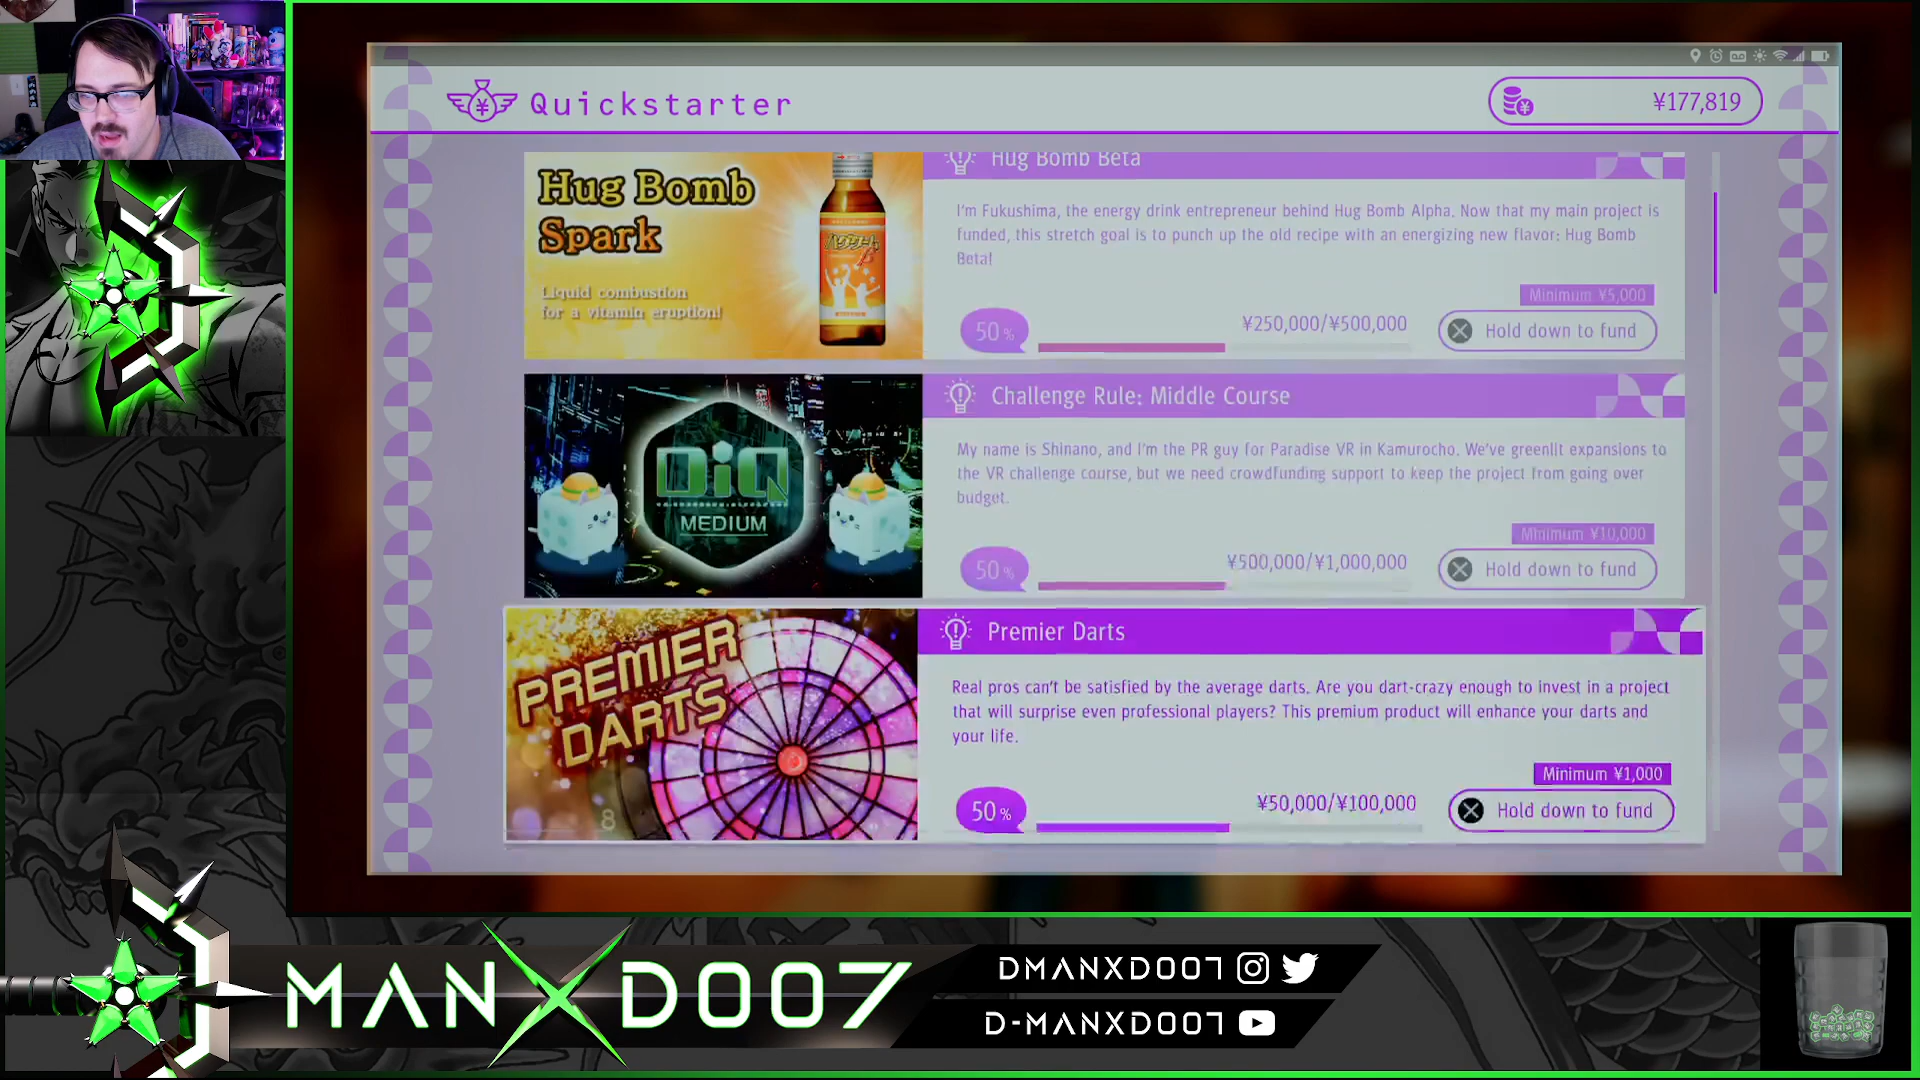 Quickstarter
¥177,819
Hug Bomb
Spark
Liquid combustion
for a vitamin eruption!
Hug Bomb Beta
I'm Fukushima, the energy drink entrepreneur behind Hug Bomb Alpha. Now that my main project is
funded, this stretch goal is to punch up the old recipe with an energizing new flavor: Hug Bomb
Beta!
Minimum ¥5,000
50%
¥250,000/¥500,000
Hold down to fund
DiQ
MEDIUM
Challenge Rule: Middle Course
My name is Shinano, and I'm the PR guy for Paradise VR in Kamurocho. We've greenlit expansions to
the VR challenge course, but we need crowdfunding support to keep the project from going over
budget.
Minimum ¥10,000
50%
¥500,000/¥1,000,000
Hold down to fund
PREMIER
DARTS
8
Premier Darts
Real pros can't be satisfied by the average darts. Are you dart-crazy enough to invest in a project
that will surprise even professional players? This premium product will enhance your darts and
your life.
Minimum ¥1,000
50%
¥50,000/¥100,000
Hold down to fund
MANXD007
DMANXD007
D-MANXD007